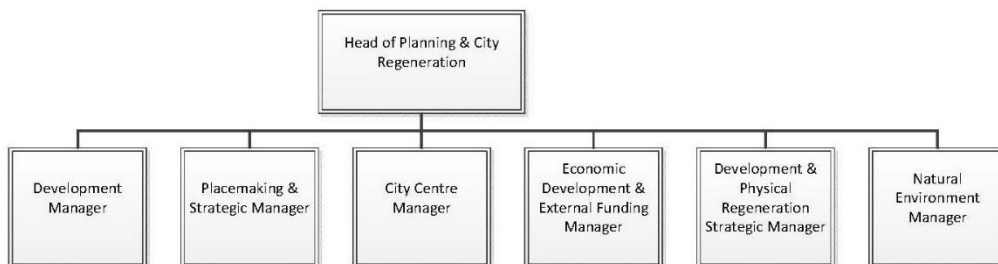 Head of Planning & City
Regeneration
Development
Manager
Placemaking &
Strategic Manager
City Centre
Manager
Economic
Development &
External Funding
Manager
Development &
Physical
Regeneration
Strategic Manager
Natural
Environment
Manager